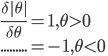 δ|θ|/δθ = 1, θ>0
.......... = -1, θ<0